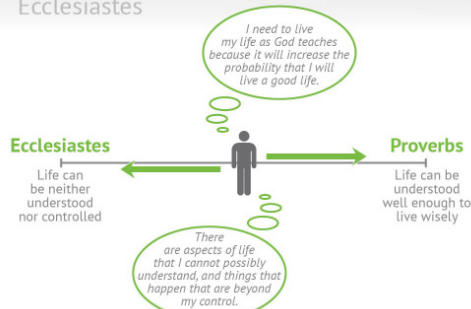 Ecclesiastes
I need to live
my life as God teaches
because it will increase the
probability that I will
live a good life.
Ecclesiastes
Life can
be neither
understood
nor controlled
Proverbs
Life can be
understood
well enough to
live wisely
There
are aspects of life
that I cannot possibly
understand, and things that
happen that are beyond
my control.